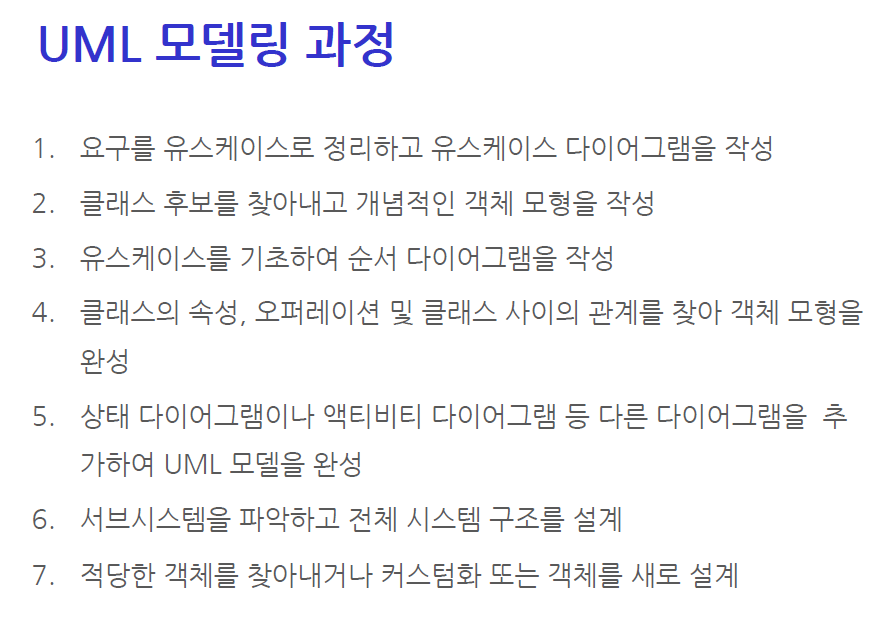 UML 모델링 과정
1. 요구를 유스케이스로 정리하고 유스케이스 다이어그램을 작성
2. 클래스 후보를 찾아내고 개념적인 객체 모형을 작성
3. 유스케이스를 기초하여 순서 다이어그램을 작성
4. 클래스의 속성, 오퍼레이션 및 클래스 사이의 관계를 찾아 객체 모형을
완성
5. 상태 다이어그램이나 액티비티 다이어그램 등 다른 다이어그램을 추
가하여 UML 모델을 완성
6. 서브시스템을 파악하고 전체 시스템 구조를 설계
7. 적당한 객체를 찾아내거나 커스텀화 또는 객체를 새로 설계